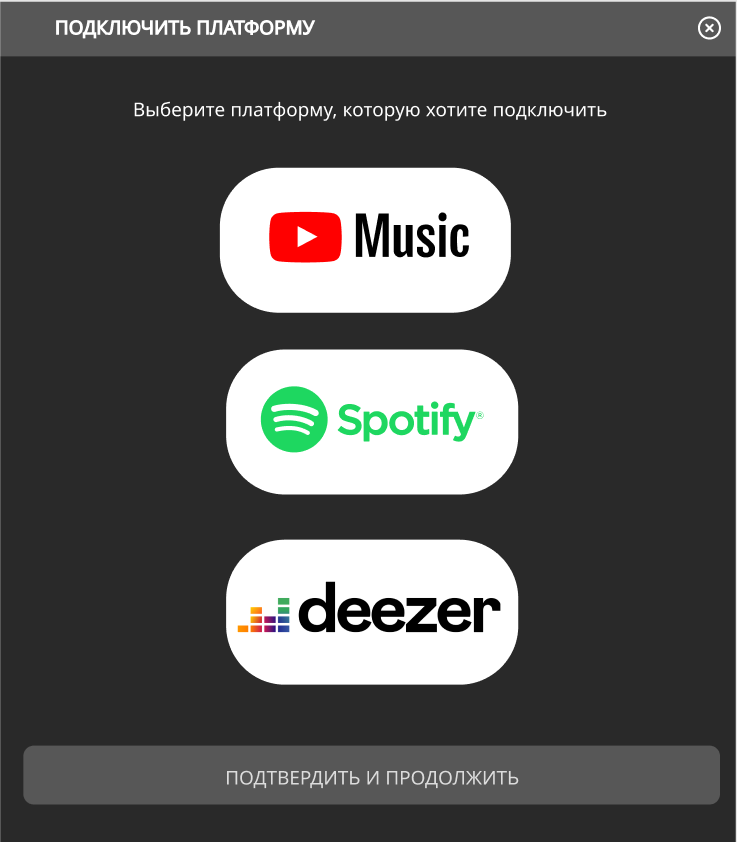 ПОДКЛЮЧИТЬ ПЛАТФОРМУ
Выберите платформу, которую хотите подключить
Music
Spotify®
deezer
ПОДТВЕРДИТЬ И ПРОДОЛЖИТЬ